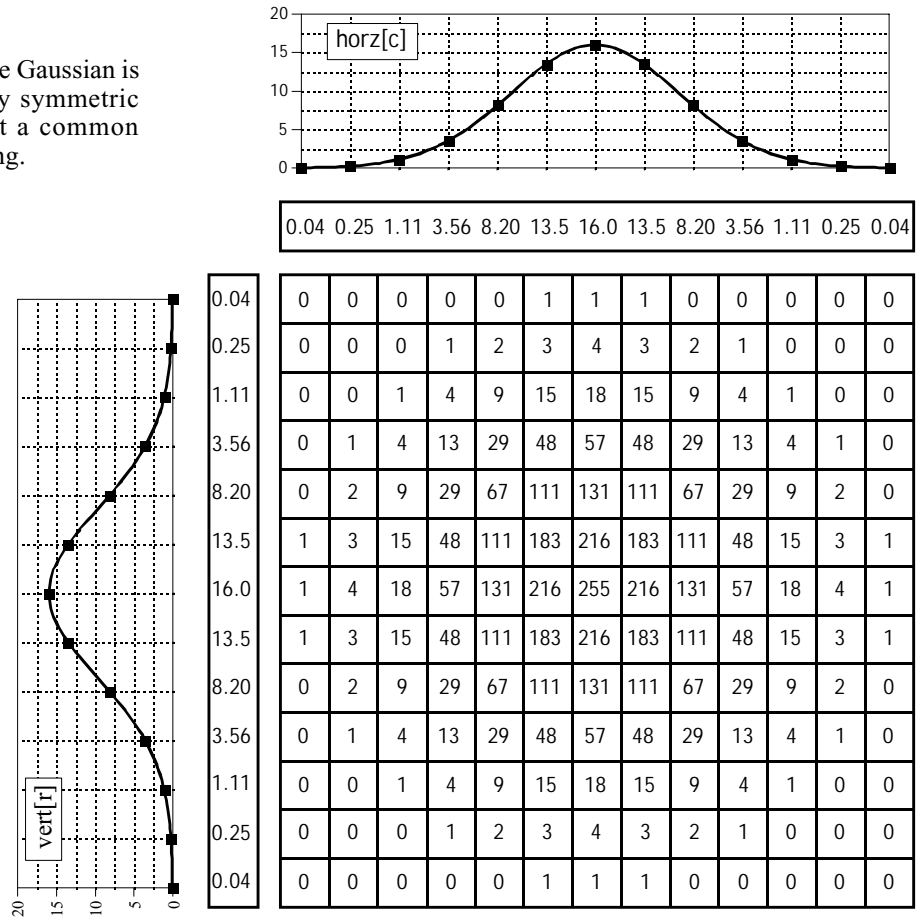 e Gaussian is
y symmetric
t a common
ng.
20
15
10
5
0
horz[c]
0.04 0.25 1.11 3.56 8.20 13.5 16.0 13.5 8.20 3.56 1.11 0.25 0.04
0.04 0 0 0 0 0 1 1 1 0 0 0 0 0
0.25 0 0 0 1 2 3 4 3 2 1 0 0 0
1.11 0 0 1 4 9 15 18 15 9 4 1 0 0
3.56 0 1 4 13 29 48 57 48 29 13 4 1 0
8.20 0 2 9 29 67 111 131 111 67 29 9 2 0
13.5 1 3 15 48 111 183 216 183 111 48 15 3 1
16.0 1 4 18 57 131 216 255 216 131 57 18 4 1
13.5 1 3 15 48 111 183 216 183 111 48 15 3 1
8.20 0 2 9 29 67 111 131 111 67 29 9 2 0
3.56 0 1 4 13 29 48 57 48 29 13 4 1 0
1.11 0 0 1 4 9 15 18 15 9 4 1 0 0
0.25 0 0 0 1 2 3 4 3 2 1 0 0 0
0.04 0 0 0 0 0 1 1 1 0 0 0 0 0
vert[r]
20 15 10 5 0